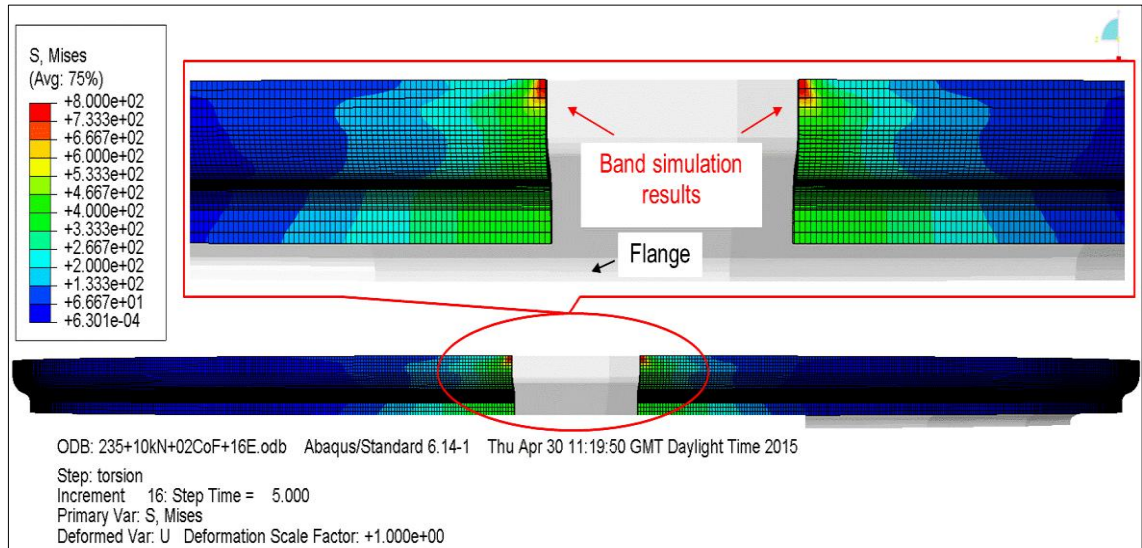 S, Mises
(Avg: 75%)
+8.000e+02
+7.333e+02
+6.667e+02
+6.000e+02
+5.333e+02
+4.667e+02
+4.000e+02
+3.333e+02
+2.667e+02
+2.000e+02
+1.333e+02
+6.667e+01
+6.301e-04
Band simulation
results
Flange
ODB: 235+10kN+02CoF+16E.odb Abaqus/Standard 6.14-1 Thu Apr 30 11:19:50 GMT Daylight Time 2015
Step: torsion
Increment 16: Step Time = 5.000
Primary Var: S, Mises
Deformed Var: U Deformation Scale Factor: +1.000e+00